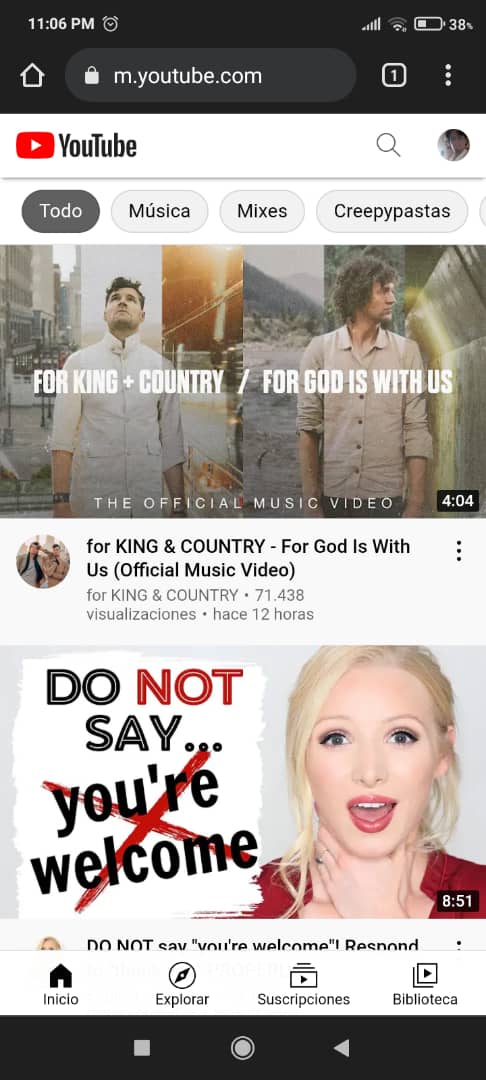 11:06 PM
38%
m.youtube.com
1
YouTube
Todo
Música
Mixes
Creepypastas
FOR KING + COUNTRY / FOR GOD IS WITH US
THE OFFICIAL MUSIC VIDEO
4:04
for KING & COUNTRY - For God Is With
Us (Official Music Video)
for KING & COUNTRY • 71.438
visualizaciones • hace 12 horas
DO NOT
SAY...
you're
welcome
8:51
DO NOT say "you're welcome"! Respond
Inicio
Explorar
Suscripciones
Biblioteca